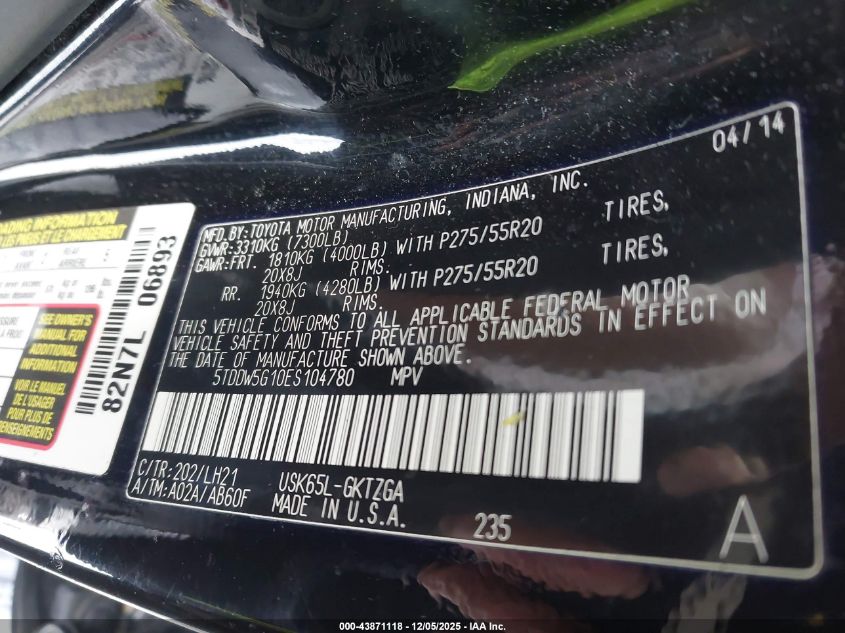 04/14
MFD. BY: TOYOTA MOTOR MANUFACTURING, INDIANA, INC.
GVWR: 3310KG (7300LB)
GAWR: FRT. 1810KG (4000LB) WITH P275/55R20 TIRES,
20X8J RIMS.
RR. 1940KG (4280LB) WITH P275/55R20 TIRES,
20X8J RIMS.
THIS VEHICLE CONFORMS TO ALL APPLICABLE FEDERAL MOTOR
VEHICLE SAFETY AND THEFT PREVENTION STANDARDS IN EFFECT ON
THE DATE OF MANUFACTURE SHOWN ABOVE.
5TDDW5G10ES104780 MPV
C/TR: 202/LH21 USK65L-GKTZGA
A/TM: A02A/AB60F MADE IN U.S.A.
235
A
LOADING INFORMATION
SEE OWNER'S
MANUAL FOR
ADDITIONAL
INFORMATION
VOIR LE MANUEL
DE L'USAGER
POUR PLUS DE
RENSEIGNEMENTS
82N7L 06893
000-43871118 - 12/05/2025 - IAA Inc.